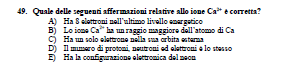 49. Quale delle seguenti affermazioni relative allo ione Ca²⁺ è corretta?
A) Ha 8 elettroni nell'ultimo livello energetico
B) Lo ione Ca²⁺ ha un raggio maggiore dell'atomo di Ca
C) Ha un solo elettrone nella sua orbita esterna
D) Il numero di protoni, neutroni ed elettroni è lo stesso
E) Ha la configurazione elettronica del neon